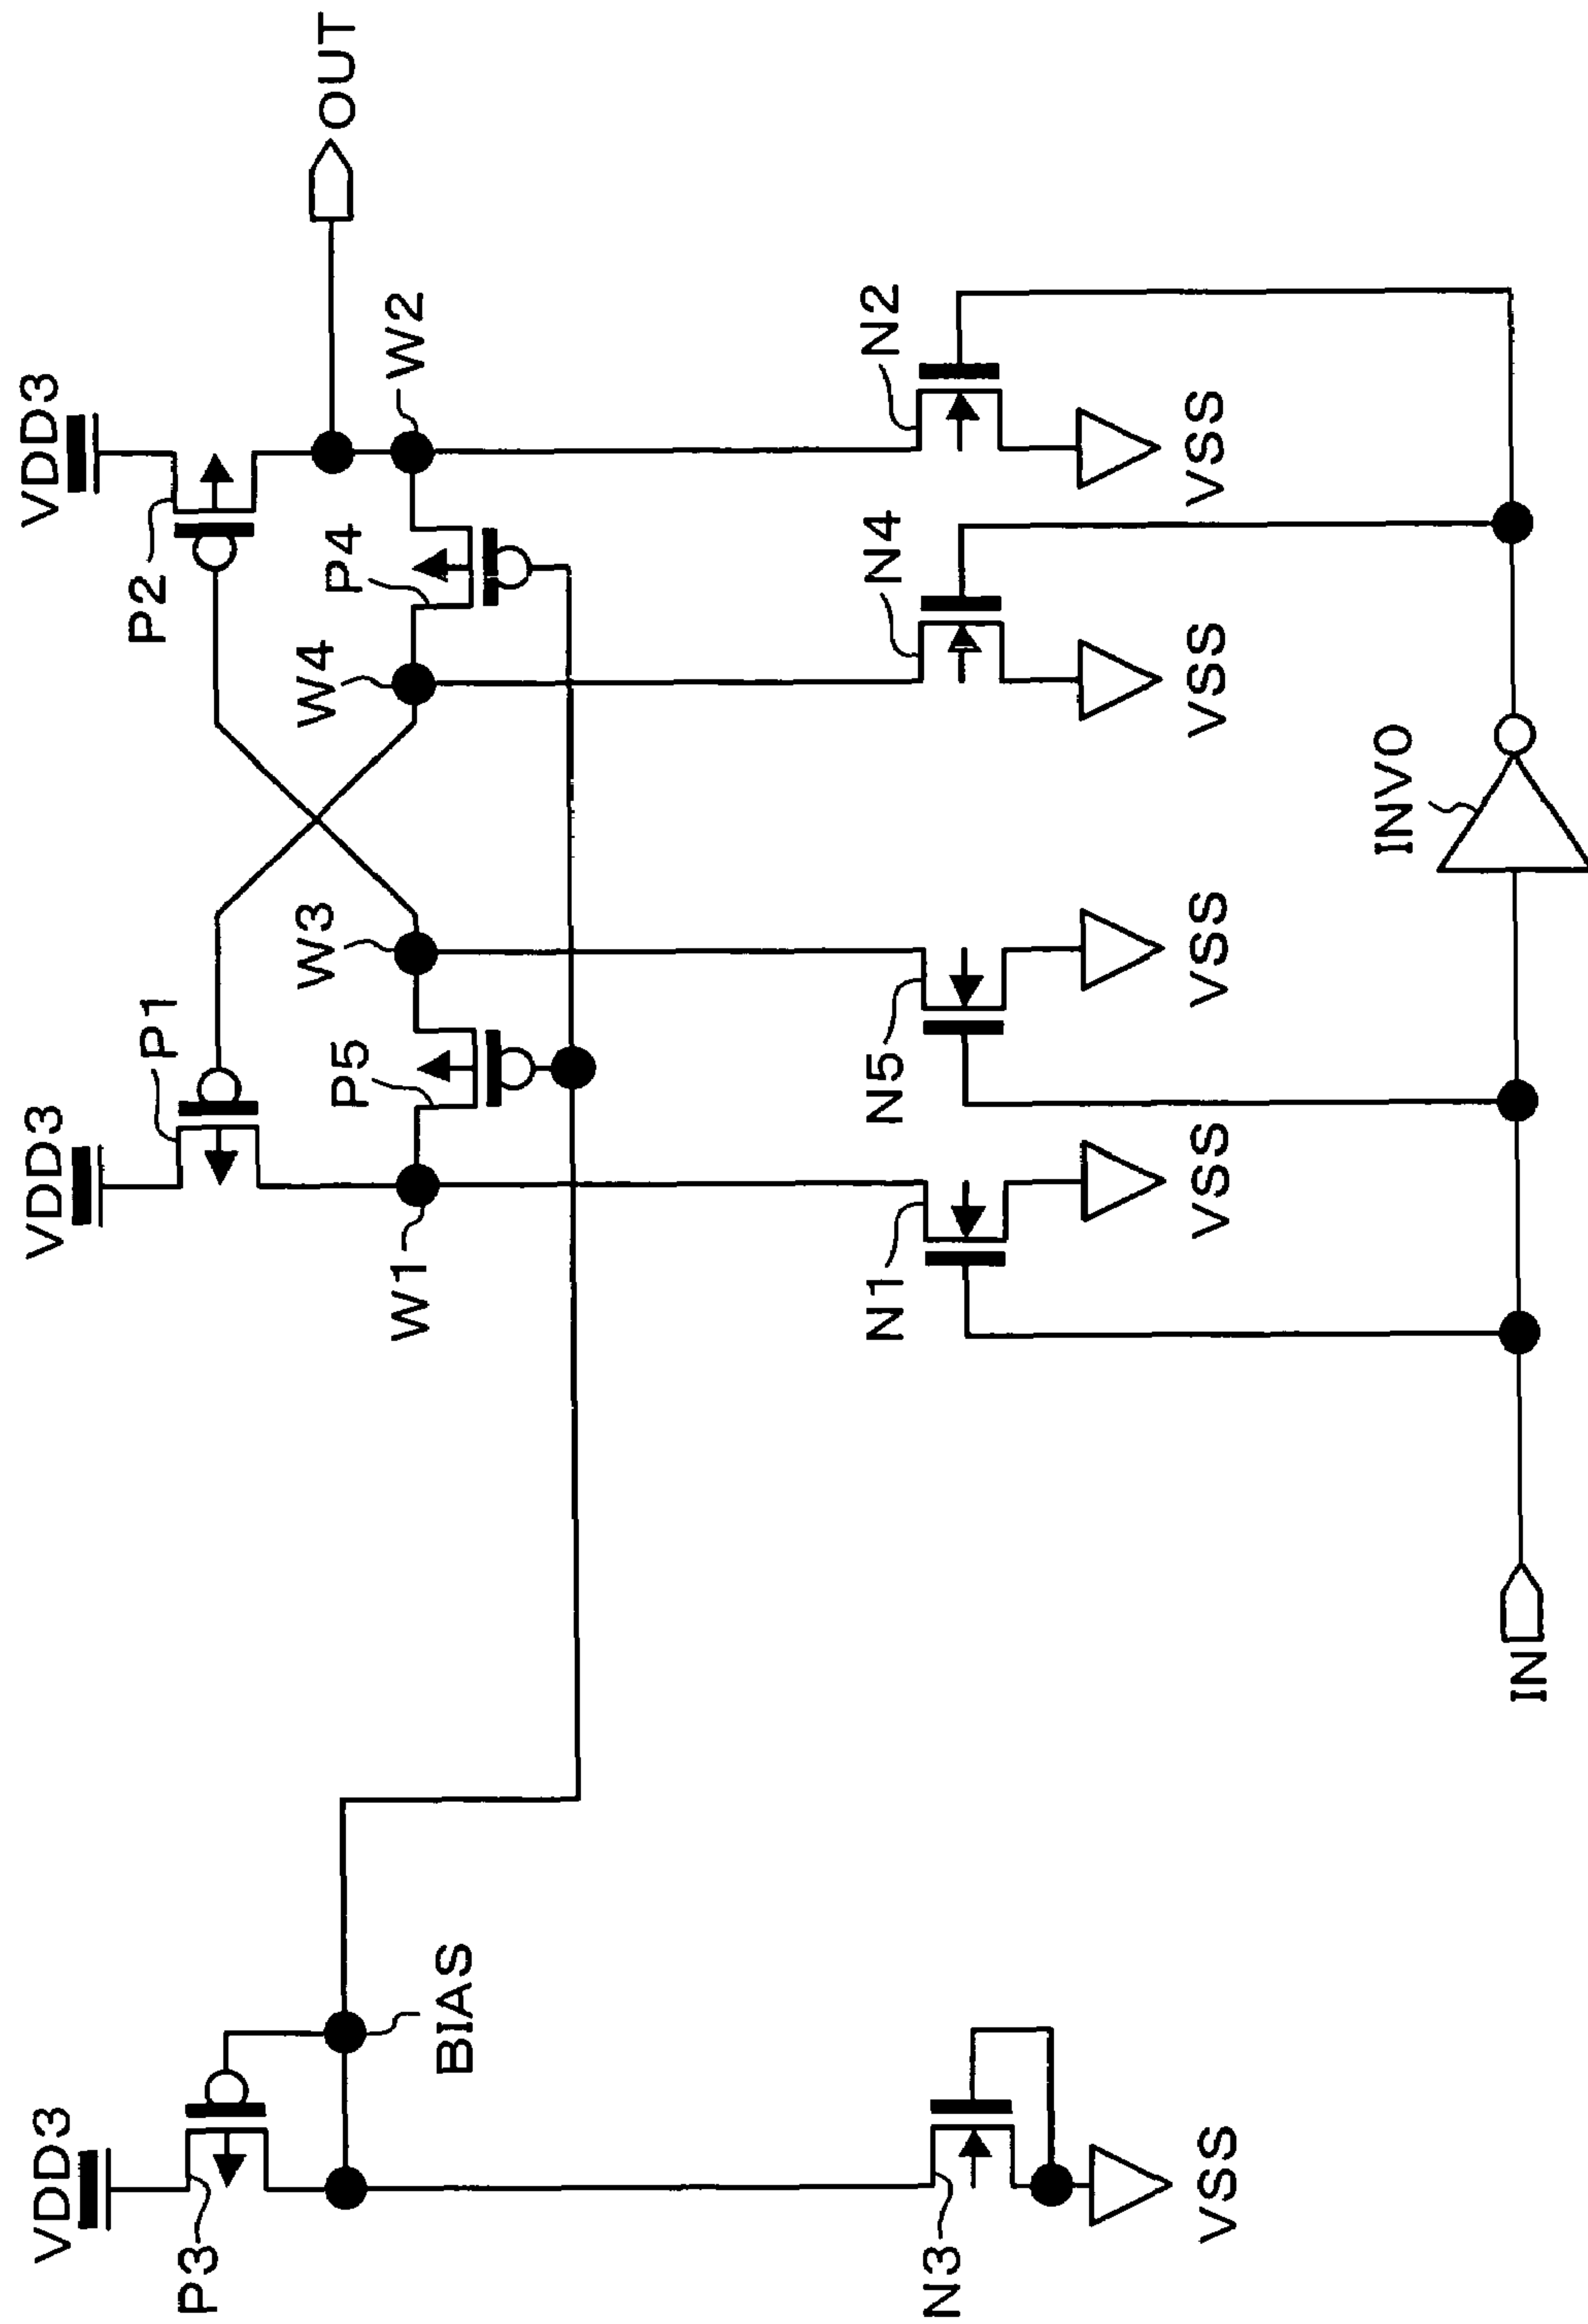 VDD3
VDD3
VDD3
P3
P1
P2
OUT
BIAS
W1
P5
W3
W4
P4
W2
N3
N1
N5
N4
N2
VSS
VSS
VSS
VSS
VSS
IN
INV0